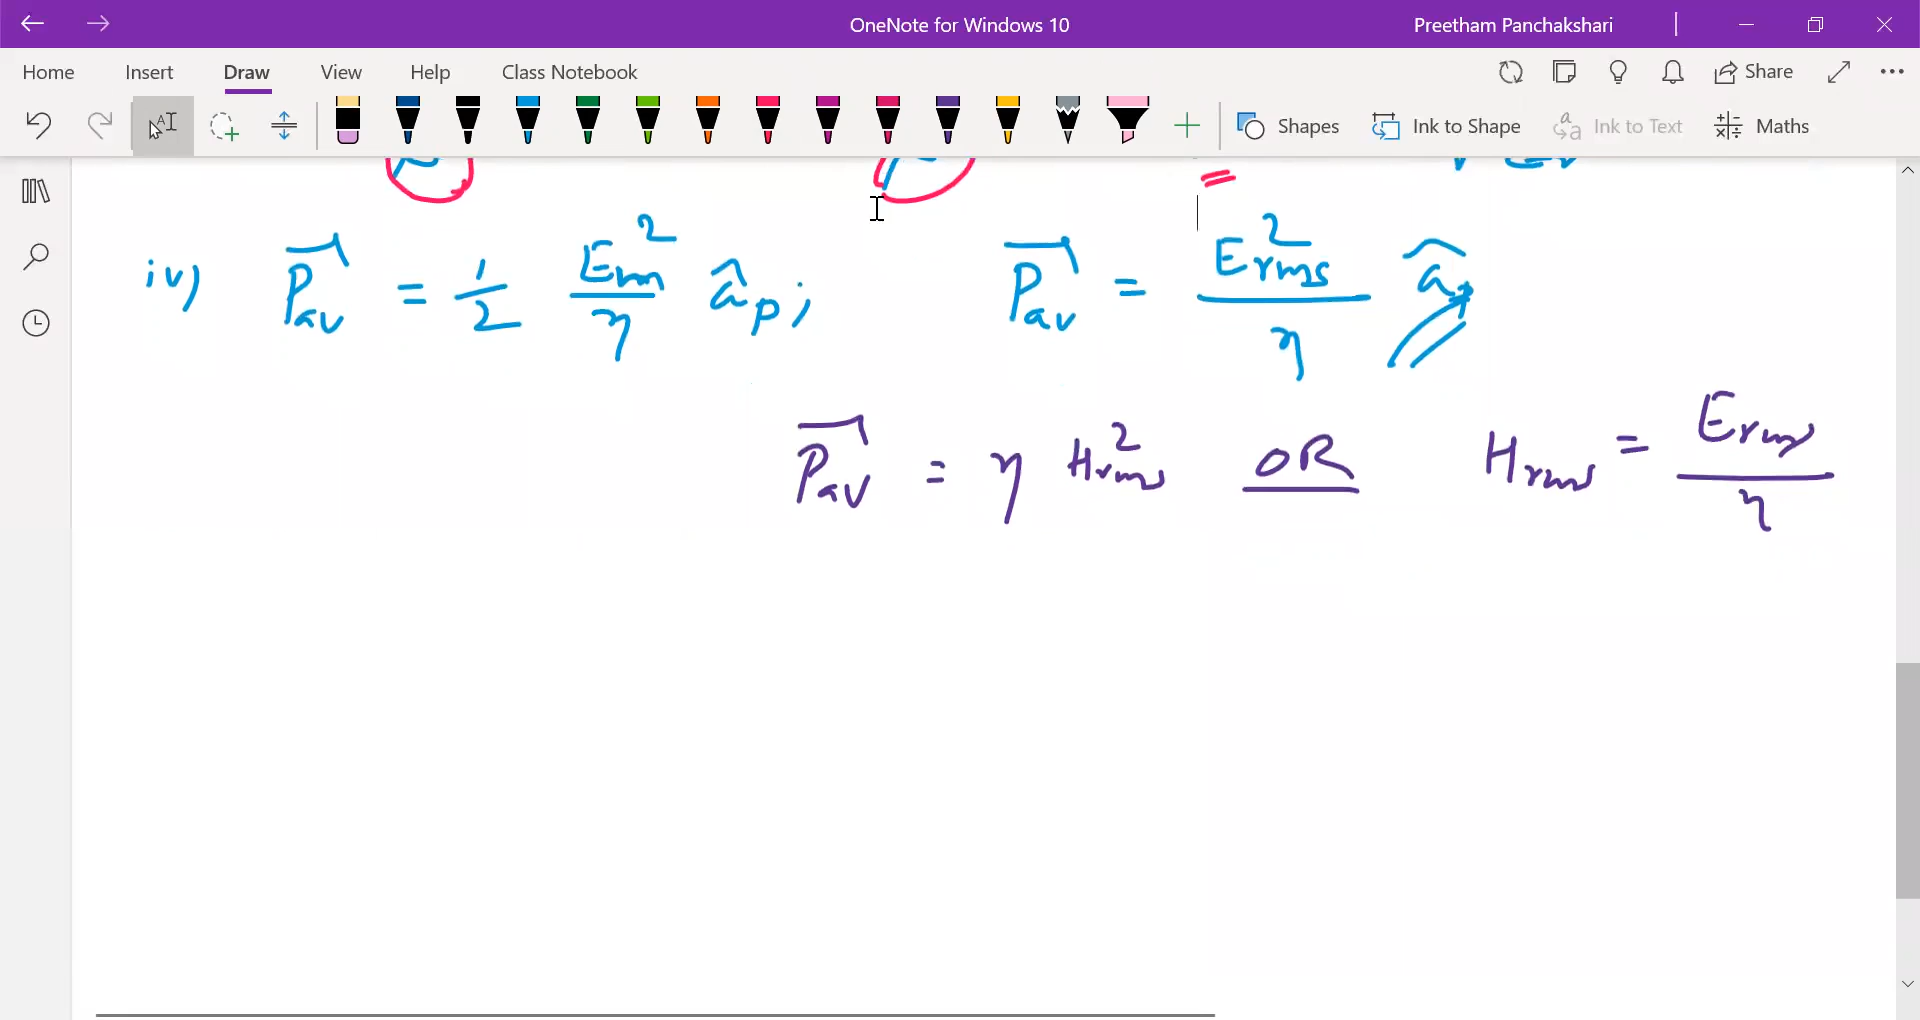 OneNote for Windows 10 Preetham Panchakshari
Home Insert Draw View Help Class Notebook Share
Shapes Ink to Shape Ink to Text Maths
iv) P⃗av = 1/2 Em²/η âp; P⃗av = Erms²/η âp
P⃗av = η Hrms² OR Hrms = Erms/η